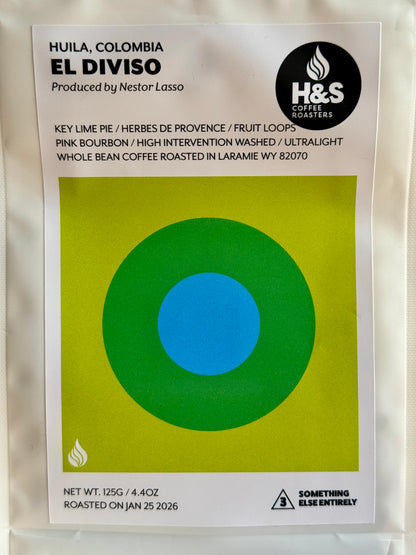 HUILA, COLOMBIA
EL DIVISO
Produced by Nestor Lasso
H&S
COFFEE
ROASTERS
KEY LIME PIE / HERBES DE PROVENCE / FRUIT LOOPS
PINK BOURBON / HIGH INTERVENTION WASHED / ULTRALIGHT
WHOLE BEAN COFFEE ROASTED IN LARAMIE WY 82070
NET WT. 125G / 4.4OZ
ROASTED ON JAN 25 2026
3
SOMETHING
ELSE ENTIRELY